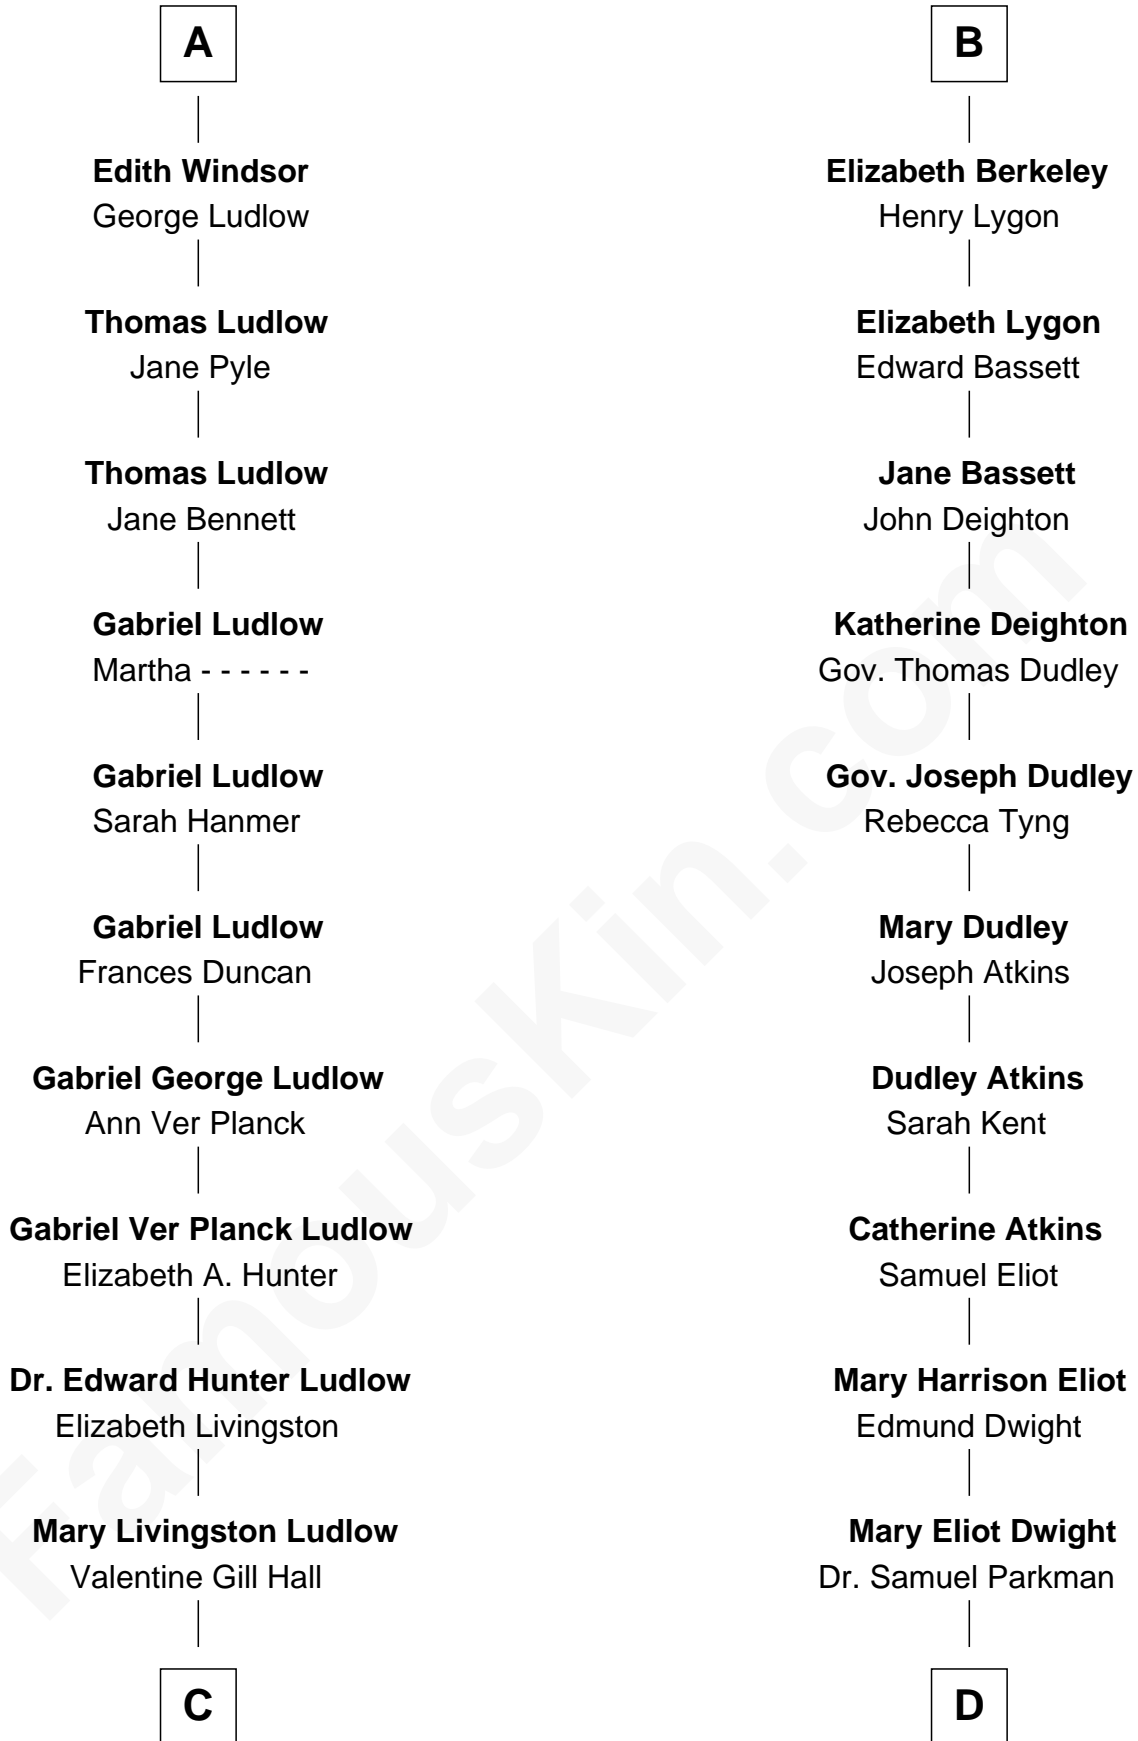 A
Edith Windsor
George Ludlow
Thomas Ludlow
Jane Pyle
Thomas Ludlow
Jane Bennett
Gabriel Ludlow
Martha - - - - - -
Gabriel Ludlow
Sarah Hanmer
Gabriel Ludlow
Frances Duncan
Gabriel George Ludlow
Ann Ver Planck
Gabriel Ver Planck Ludlow
Elizabeth A. Hunter
Dr. Edward Hunter Ludlow
Elizabeth Livingston
Mary Livingston Ludlow
Valentine Gill Hall
C
B
Elizabeth Berkeley
Henry Lygon
Elizabeth Lygon
Edward Bassett
Jane Bassett
John Deighton
Katherine Deighton
Gov. Thomas Dudley
Gov. Joseph Dudley
Rebecca Tyng
Mary Dudley
Joseph Atkins
Dudley Atkins
Sarah Kent
Catherine Atkins
Samuel Eliot
Mary Harrison Eliot
Edmund Dwight
Mary Eliot Dwight
Dr. Samuel Parkman
D
FamousKin.com